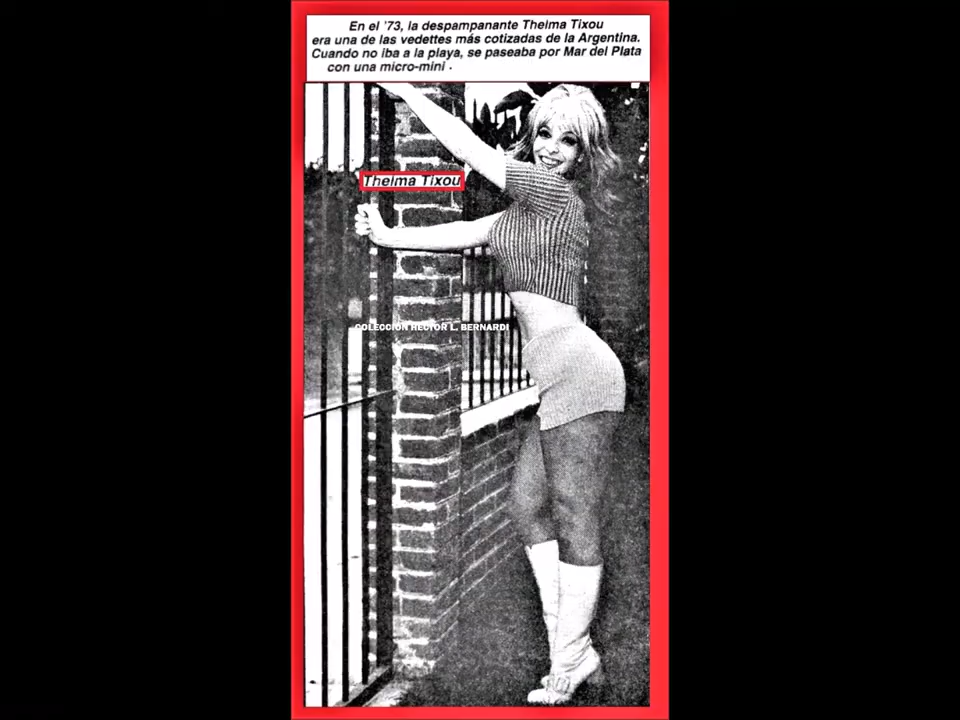 En el '73, la despampanante Thelma Tixou
era una de las vedettes más cotizadas de la Argentina.
Cuando no iba a la playa, se paseaba por Mar del Plata
con una micro-mini .
Thelma Tixou
COLECCION HECTOR L. BERNARDI